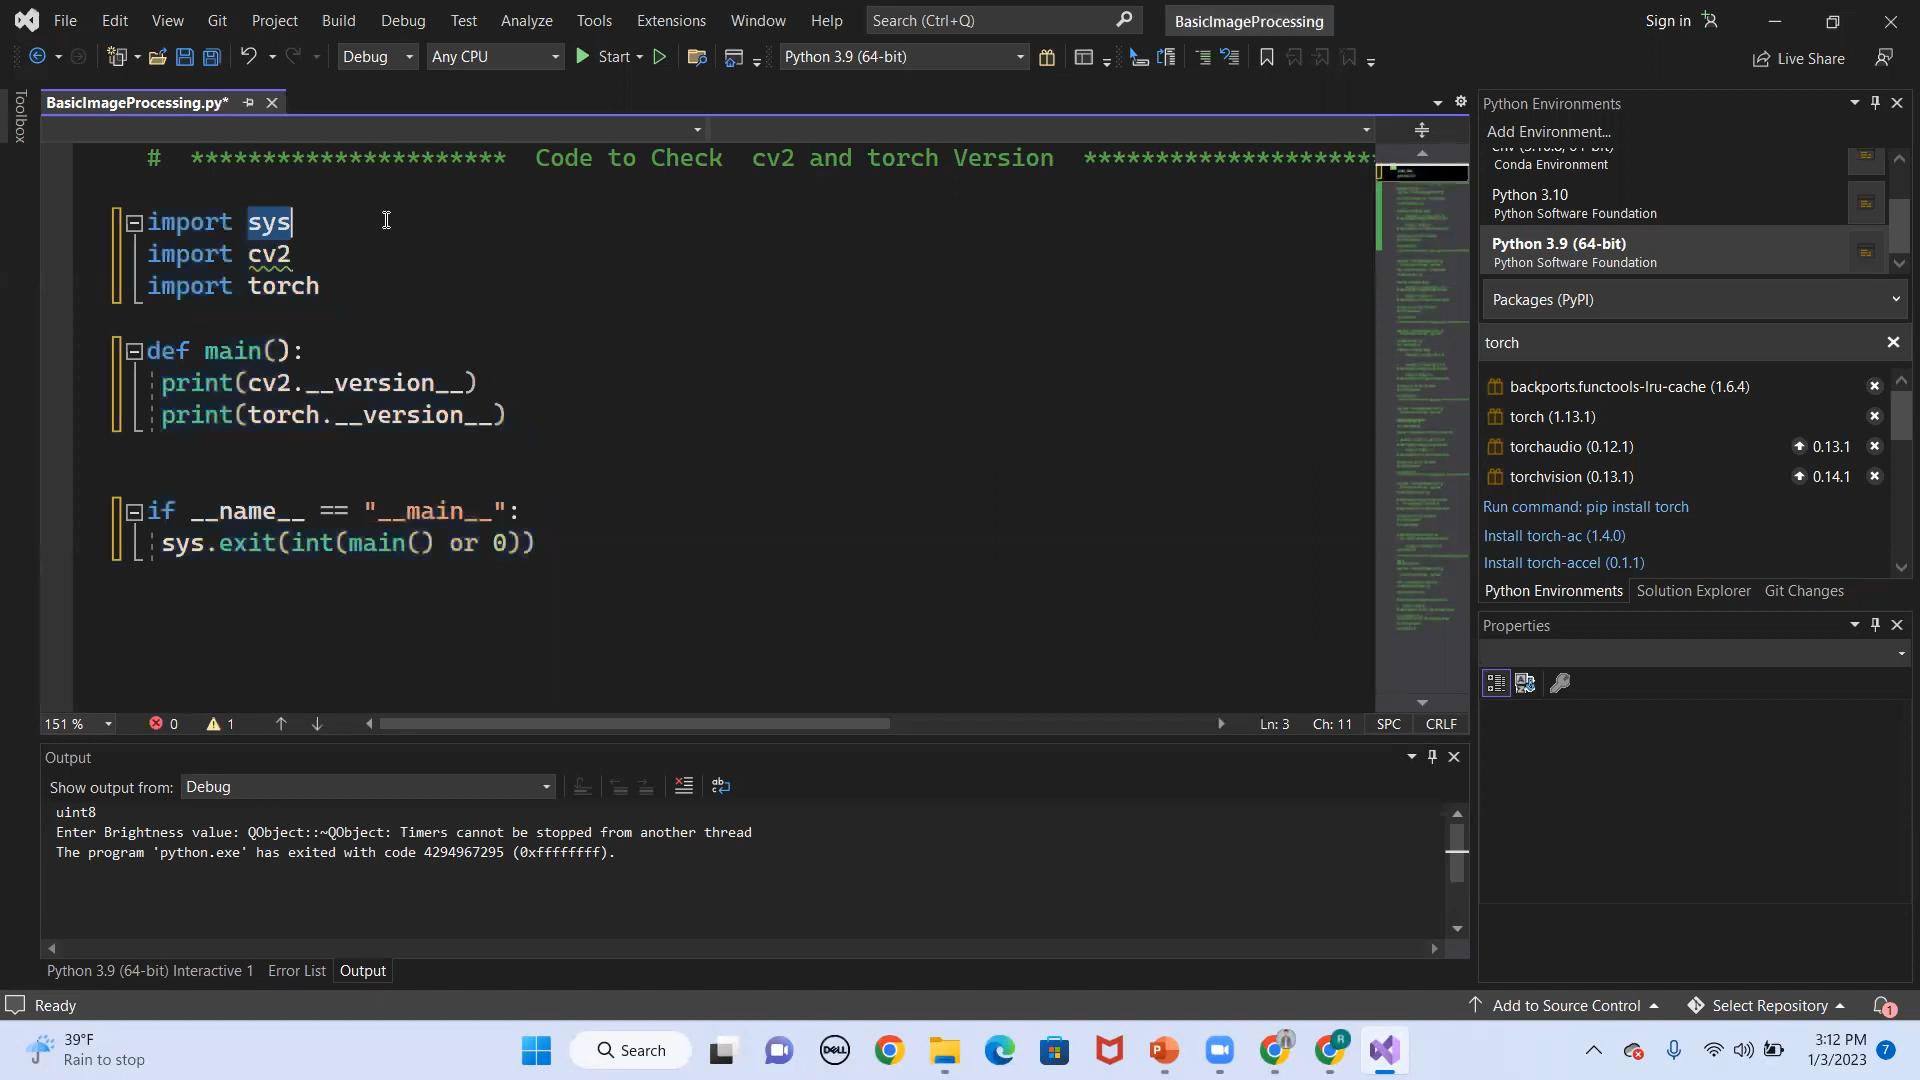 File Edit View Git Project Build Debug Test Analyze Tools Extensions Window Help Search (Ctrl+Q) BasicImageProcessing Sign in
Debug Any CPU Start Python 3.9 (64-bit) Live Share
Toolbox
BasicImageProcessing.py*
# ********************** Code to Check cv2 and torch Version *********************
import sys
import cv2
import torch
def main():
print(cv2.__version__)
print(torch.__version__)
if __name__ == "__main__":
sys.exit(int(main() or 0))
151 % 0 1 Ln: 3 Ch: 11 SPC CRLF
Output
Show output from: Debug
uint8
Enter Brightness value: QObject::~QObject: Timers cannot be stopped from another thread
The program 'python.exe' has exited with code 4294967295 (0xffffffff).
Python 3.9 (64-bit) Interactive 1 Error List Output
Python Environments
Add Environment...
Conda Environment
Python 3.10
Python Software Foundation
Python 3.9 (64-bit)
Python Software Foundation
Packages (PyPI)
torch
backports.functools-lru-cache (1.6.4)
torch (1.13.1)
torchaudio (0.12.1) 0.13.1
torchvision (0.13.1) 0.14.1
Run command: pip install torch
Install torch-ac (1.4.0)
Install torch-accel (0.1.1)
Python Environments Solution Explorer Git Changes
Properties
Ready Add to Source Control Select Repository 1
39°F
Rain to stop
Search
DELL
R
3:12 PM
1/3/2023
7